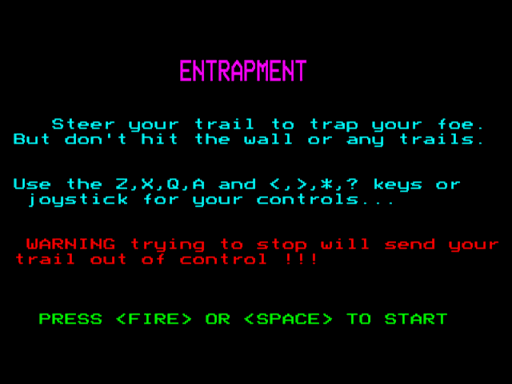 ENTRAPMENT
Steer your trail to trap your foe.
But don't hit the wall or any trails.
Use the Z,X,Q,A and <,>,*,? keys or
joystick for your controls...
WARNING trying to stop will send your
trail out of control !!!
PRESS <FIRE> OR <SPACE> TO START